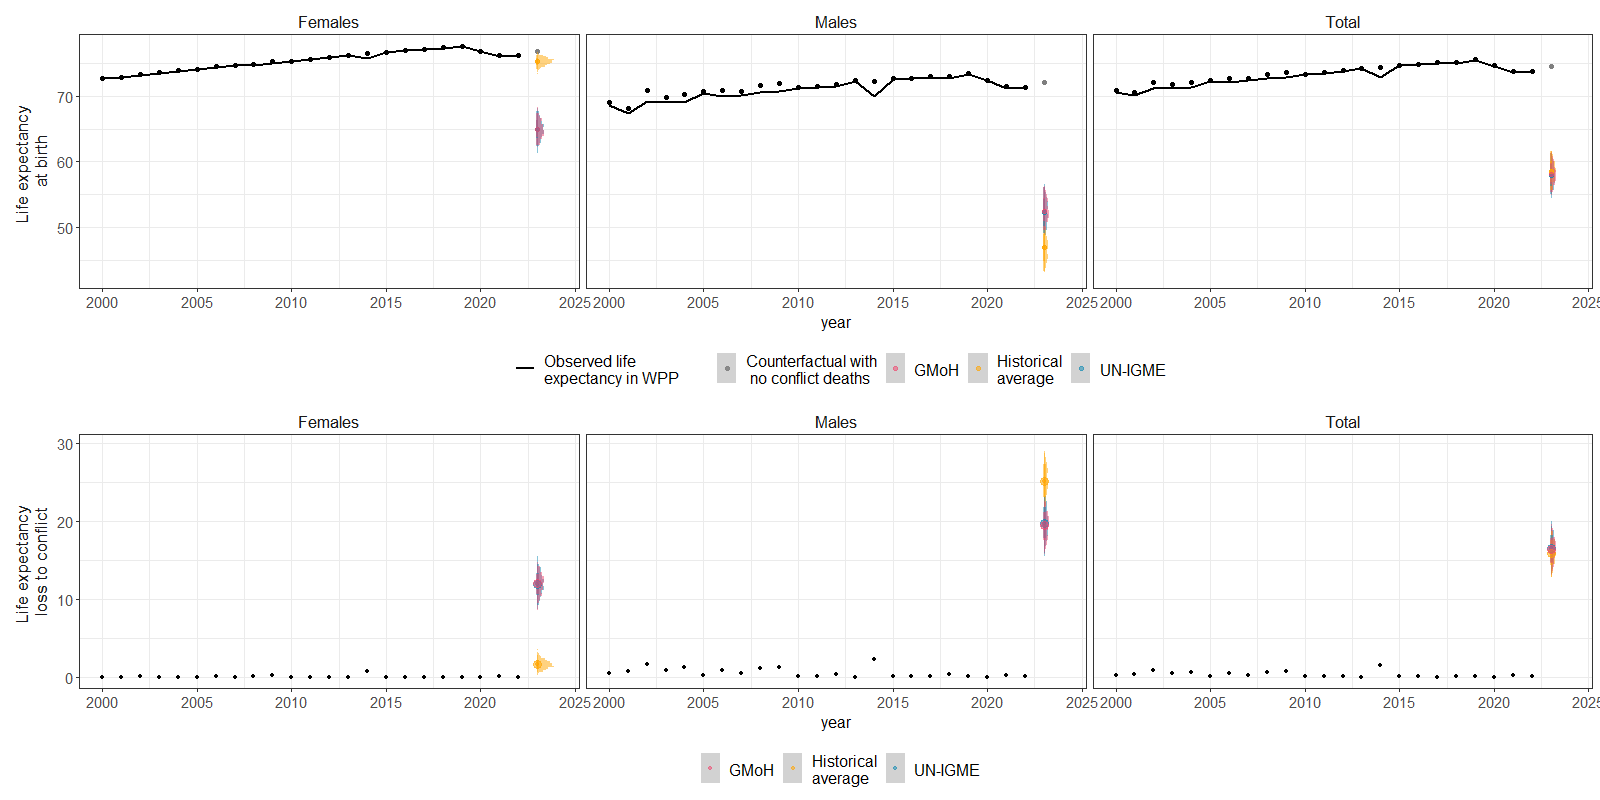 Females
Males
Total
Life expectancy
at birth
70
60
50
2000 2005 2010 2015 2020 2025
2000 2005 2010 2015 2020 2025
2000 2005 2010 2015 2020 2025
year
Observed life
expectancy in WPP
Counterfactual with
no conflict deaths
GMoH
Historical
average
UN-IGME
Females
Males
Total
Life expectancy
loss to conflict
30
20
10
0
2000 2005 2010 2015 2020 2025
2000 2005 2010 2015 2020 2025
2000 2005 2010 2015 2020 2025
year
GMoH
Historical
average
UN-IGME